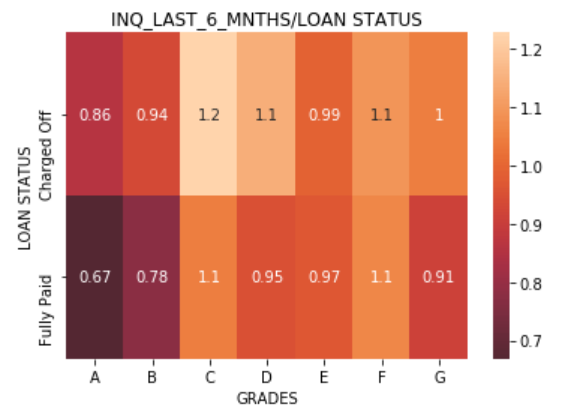 INQ_LAST_6_MNTHS/LOAN STATUS
LOAN STATUS
Charged Off
0.86 0.94 1.2 1.1 0.99 1.1 1
Fully Paid
0.67 0.78 1.1 0.95 0.97 1.1 0.91
A B C D E F G
GRADES
1.2
1.1
1.0
0.9
0.8
0.7